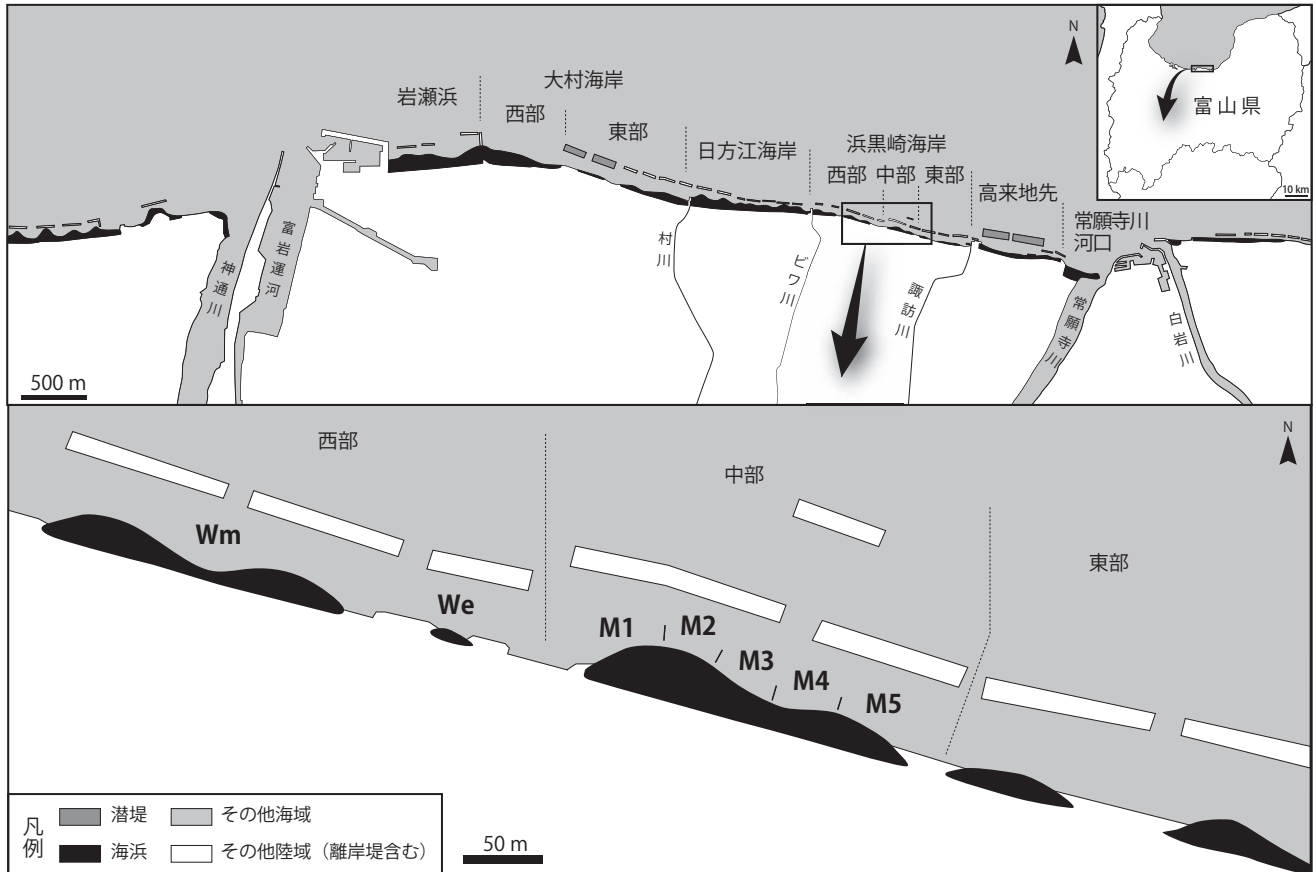 N
大村海岸
岩瀬浜
西部
東部
日方江海岸
浜黒崎海岸
西部 中部 東部
高来地先
常願寺川
河口
富山県
10 km
神通川
富岩運河
村川
ビワ川
諏訪川
常願寺川
白岩川
500 m
N
西部
中部
東部
Wm
We
M1
M2
M3
M4
M5
凡例
潜堤
その他海域
海浜
その他陸域（離岸堤含む）
50 m